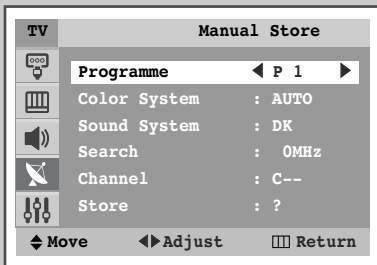 TV Manual Store
Programme ◀ P 1 ▶
Color System : AUTO
Sound System : DK
Search : 0MHz
Channel : C--
Store : ?
Move Adjust Return